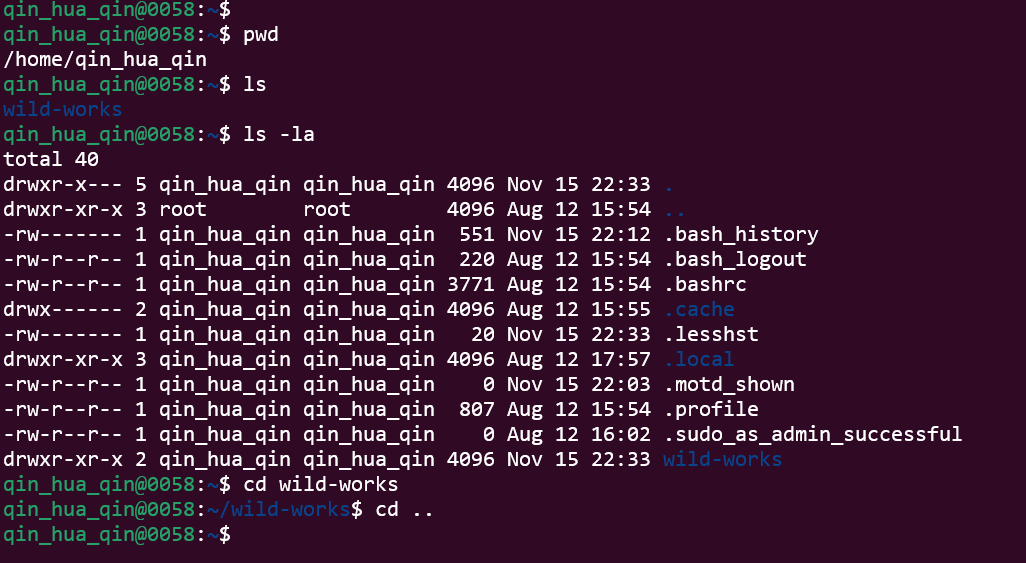 qin_hua_qin@0058:~$
qin_hua_qin@0058:~$ pwd
/home/qin_hua_qin
qin_hua_qin@0058:~$ ls
wild-works
qin_hua_qin@0058:~$ ls -la
total 40
drwxr-x--- 5 qin_hua_qin qin_hua_qin 4096 Nov 15 22:33 .
drwxr-xr-x 3 root        root        4096 Aug 12 15:54 ..
-rw------- 1 qin_hua_qin qin_hua_qin  551 Nov 15 22:12 .bash_history
-rw-r--r-- 1 qin_hua_qin qin_hua_qin  220 Aug 12 15:54 .bash_logout
-rw-r--r-- 1 qin_hua_qin qin_hua_qin 3771 Aug 12 15:54 .bashrc
drwx------ 2 qin_hua_qin qin_hua_qin 4096 Aug 12 15:55 .cache
-rw------- 1 qin_hua_qin qin_hua_qin   20 Nov 15 22:33 .lesshst
drwxr-xr-x 3 qin_hua_qin qin_hua_qin 4096 Aug 12 17:57 .local
-rw-r--r-- 1 qin_hua_qin qin_hua_qin    0 Nov 15 22:03 .motd_shown
-rw-r--r-- 1 qin_hua_qin qin_hua_qin  807 Aug 12 15:54 .profile
-rw-r--r-- 1 qin_hua_qin qin_hua_qin    0 Aug 12 16:02 .sudo_as_admin_successful
drwxr-xr-x 2 qin_hua_qin qin_hua_qin 4096 Nov 15 22:33 wild-works
qin_hua_qin@0058:~$ cd wild-works
qin_hua_qin@0058:~/wild-works$ cd ..
qin_hua_qin@0058:~$